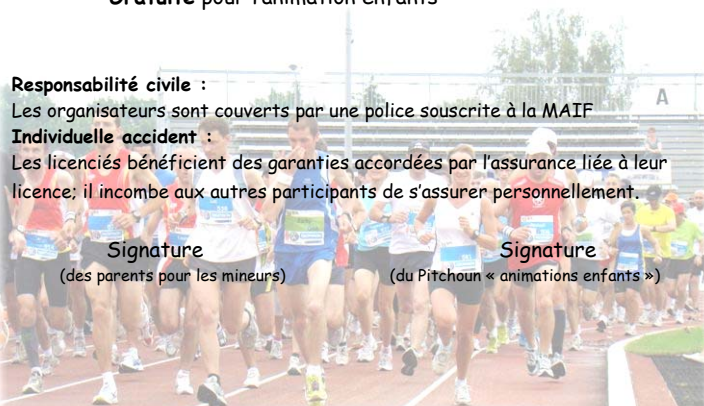 Gratuite pour l'animation enfants
Responsabilité civile :
Les organisateurs sont couverts par une police souscrite à la MAIF
Individuelle accident :
Les licenciés bénéficient des garanties accordées par l'assurance liée à leur
licence; il incombe aux autres participants de s'assurer personnellement.
Signature Signature
(des parents pour les mineurs) (du Pitchoun « animations enfants »)
A